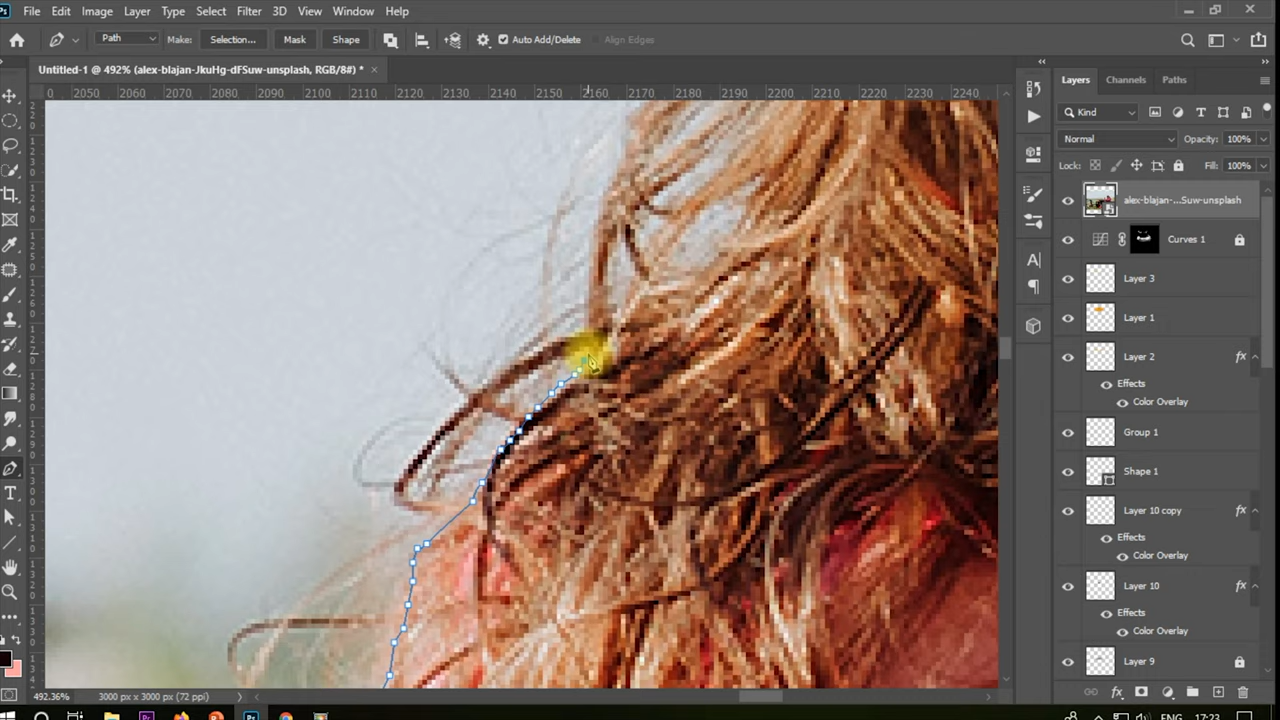 Ps File Edit Image Layer Type Select Filter 3D View Window Help
Path Make: Selection... Mask Shape Auto Add/Delete Align Edges
Untitled-1 @ 492% (alex-blajan-JkuHg-dFSuw-unsplash, RGB/8#) * ×
0 2050 2060 2070 2080 2090 2100 2110 2120 2130 2140 2150 2160 2170 2180 2190 2200 2210 2220 2230 2240
Layers Channels Paths
Kind
Normal Opacity: 100%
Lock: Fill: 100%
alex-blajan-...Suw-unsplash
Curves 1
Layer 3
Layer 1
Layer 2 fx
Effects
Color Overlay
Group 1
Shape 1
Layer 10 copy fx
Effects
Color Overlay
Layer 10 fx
Effects
Color Overlay
Layer 9
492.36% 3000 px x 3000 px (72 ppi)
ENG 17:23